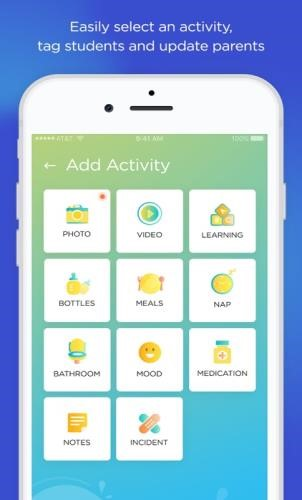 Easily select an activity,
tag students and update parents
●●●●● AT&T 9:41 AM 100%
← Add Activity
PHOTO VIDEO LEARNING
BOTTLES MEALS NAP
BATHROOM MOOD MEDICATION
NOTES INCIDENT